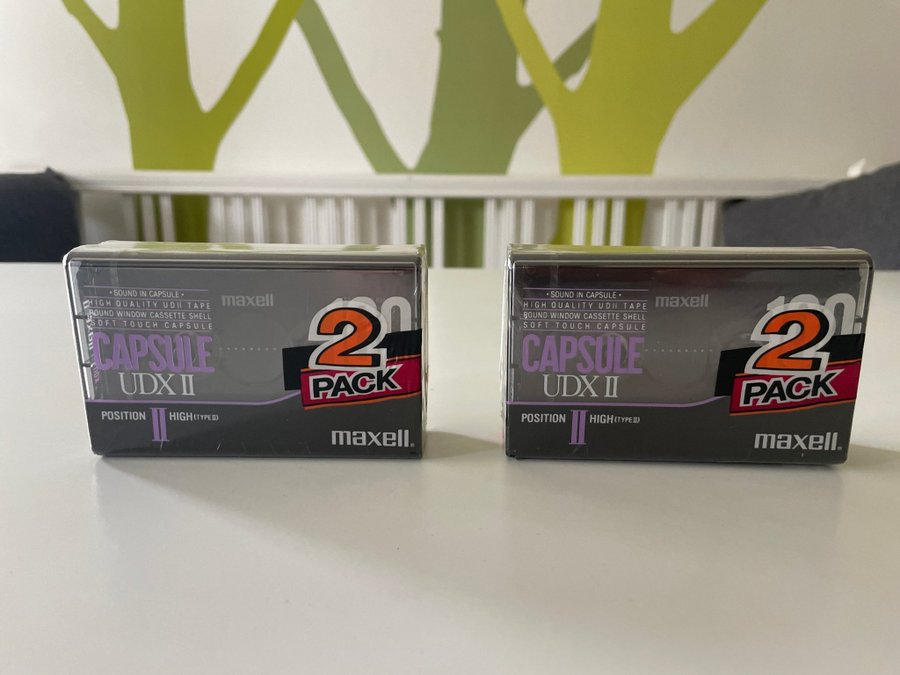 • SOUND IN CAPSULE •
HIGH QUALITY UDII TAPE
ROUND WINDOW CASSETTE SHELL
SOFT TOUCH CAPSULE
maxell
CAPSULE
UDX II
2
PACK
POSITION II HIGH (TYPE II)
maxell®
• SOUND IN CAPSULE •
HIGH QUALITY UDII TAPE
ROUND WINDOW CASSETTE SHELL
SOFT TOUCH CAPSULE
maxell
CAPSULE
UDX II
2
PACK
POSITION II HIGH (TYPE II)
maxell®